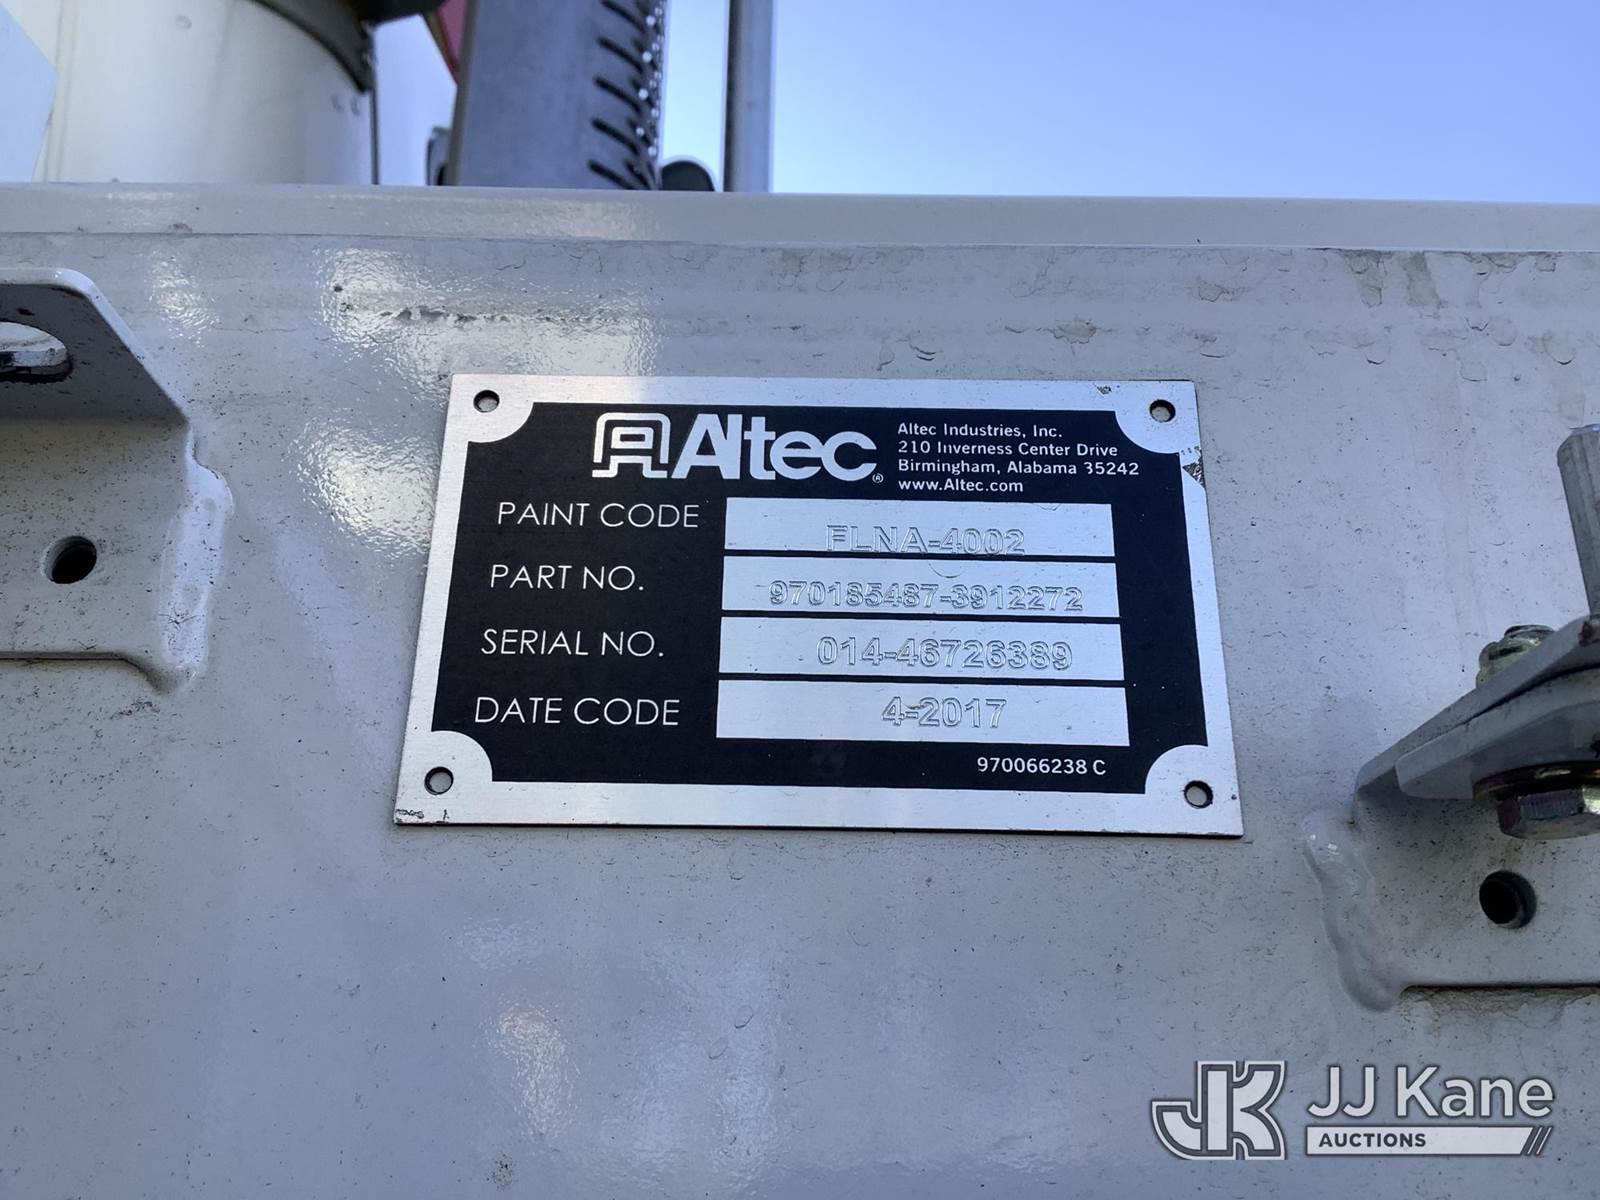 Altec®
Altec Industries, Inc.
210 Inverness Center Drive
Birmingham, Alabama 35242
www.Altec.com
PAINT CODE FLNA-4002
PART NO. 970185487-3912272
SERIAL NO. 014-46726389
DATE CODE 4-2017
970066238 C
JK JJ Kane
AUCTIONS